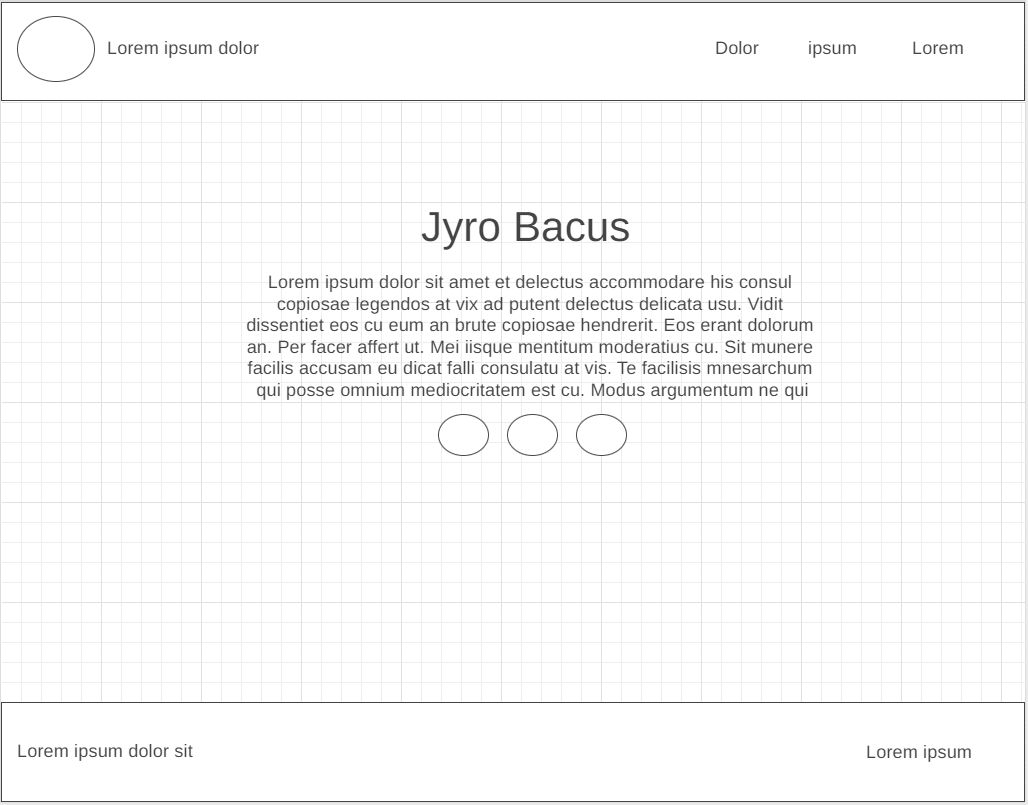 Lorem ipsum dolor
Dolor
ipsum
Lorem
Jyro Bacus
Lorem ipsum dolor sit amet et delectus accommodare his consul
copiosae legendos at vix ad putent delectus delicata usu. Vidit
dissentiet eos cu eum an brute copiosae hendrerit. Eos erant dolorum
an. Per facer affert ut. Mei iisque mentitum moderatius cu. Sit munere
facilis accusam eu dicat falli consulatu at vis. Te facilisis mnesarchum
qui posse omnium mediocritatem est cu. Modus argumentum ne qui
Lorem ipsum dolor sit
Lorem ipsum